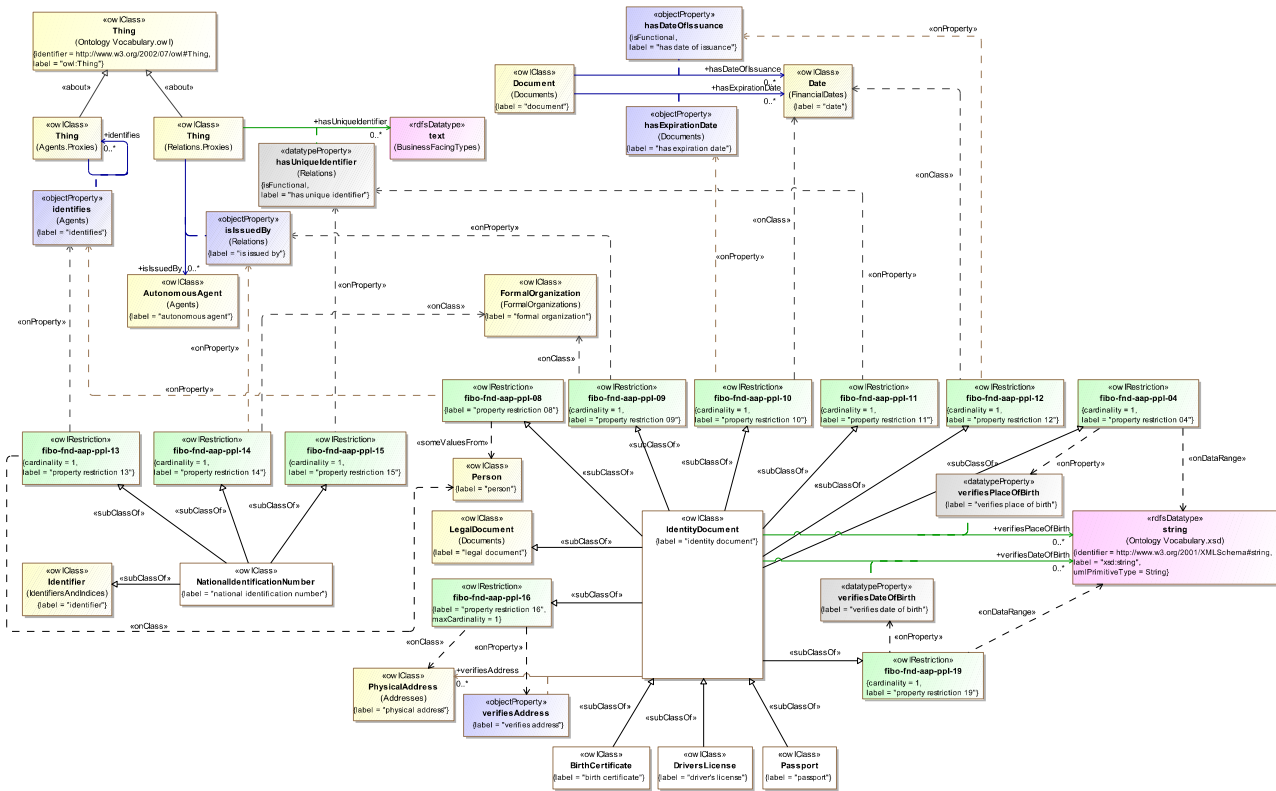 «owlClass»
Thing
(Ontology Vocabulary.owl)
{identifier = http://www.w3.org/2002/07/owl#Thing,
label = "owl:Thing"}
«about»
«about»
«owlClass»
Thing
(Agents.Proxies)
+identifies
0..*
«owlClass»
Thing
(Relations.Proxies)
+hasUniqueIdentifier
0..*
«rdfsDatatype»
text
(BusinessFacingTypes)
«datatypeProperty»
hasUniqueIdentifier
(Relations)
{isFunctional,
label = "has unique identifier"}
«objectProperty»
identifies
(Agents)
{label = "identifies"}
«objectProperty»
isIssuedBy
(Relations)
{label = "is issued by"}
+isIssuedBy
0..*
«owlClass»
AutonomousAgent
(Agents)
{label = "autonomous agent"}
«objectProperty»
hasDateOfIssuance
{isFunctional,
label = "has date of issuance"}
«onProperty»
«owlClass»
Document
(Documents)
{label = "document"}
+hasDateOfIssuance
0..*
+hasExpirationDate
0..*
«owlClass»
Date
(FinancialDates)
{label = "date"}
«objectProperty»
hasExpirationDate
(Documents)
{label = "has expiration date"}
«onClass»
«onClass»
«onProperty»
«onProperty»
«onProperty»
«onProperty»
«owlClass»
FormalOrganization
(FormalOrganizations)
{label = "formal organization"}
«onClass»
«onClass»
«onProperty»
«onProperty»
«onProperty»
«owlRestriction»
fibo-fnd-aap-ppl-08
{label = "property restriction 08"}
«owlRestriction»
fibo-fnd-aap-ppl-09
{cardinality = 1,
label = "property restriction 09"}
«owlRestriction»
fibo-fnd-aap-ppl-10
{cardinality = 1,
label = "property restriction 10"}
«owlRestriction»
fibo-fnd-aap-ppl-11
{cardinality = 1,
label = "property restriction 11"}
«owlRestriction»
fibo-fnd-aap-ppl-12
{cardinality = 1,
label = "property restriction 12"}
«owlRestriction»
fibo-fnd-aap-ppl-04
{cardinality = 1,
label = "property restriction 04"}
«owlRestriction»
fibo-fnd-aap-ppl-13
{cardinality = 1,
label = "property restriction 13"}
«owlRestriction»
fibo-fnd-aap-ppl-14
{cardinality = 1,
label = "property restriction 14"}
«owlRestriction»
fibo-fnd-aap-ppl-15
{cardinality = 1,
label = "property restriction 15"}
«someValuesFrom»
«subClassOf»
«subClassOf»
«subClassOf»
«onProperty»
«onDataRange»
«owlClass»
Person
{label = "person"}
«datatypeProperty»
verifiesPlaceOfBirth
{label = "verifies place of birth"}
«subClassOf»
«subClassOf»
«subClassOf»
«owlClass»
LegalDocument
(Documents)
{label = "legal document"}
«subClassOf»
«owlClass»
IdentityDocument
{label = "identity document"}
+verifiesPlaceOfBirth
0..*
+verifiesDateOfBirth
0..*
«rdfsDatatype»
string
(Ontology Vocabulary.xsd)
{identifier = http://www.w3.org/2001/XMLSchema#string,
label = "xsd:string",
umlPrimitiveType = String}
«owlClass»
Identifier
(IdentifiersAndIndices)
{label = "identifier"}
«subClassOf»
«owlClass»
NationalIdentificationNumber
{label = "national identification number"}
«onClass»
«owlRestriction»
fibo-fnd-aap-ppl-16
{label = "property restriction 16",
maxCardinality = 1}
«subClassOf»
«datatypeProperty»
verifiesDateOfBirth
{label = "verifies date of birth"}
«onDataRange»
«onProperty»
«onClass»
«onProperty»
«subClassOf»
«owlRestriction»
fibo-fnd-aap-ppl-19
{cardinality = 1,
label = "property restriction 19"}
«owlClass»
PhysicalAddress
(Addresses)
{label = "physical address"}
+verifiesAddress
0..*
«objectProperty»
verifiesAddress
{label = "verifies address"}
«subClassOf»
«subClassOf»
«subClassOf»
«owlClass»
BirthCertificate
{label = "birth certificate"}
«owlClass»
DriversLicense
{label = "driver's license"}
«owlClass»
Passport
{label = "passport"}